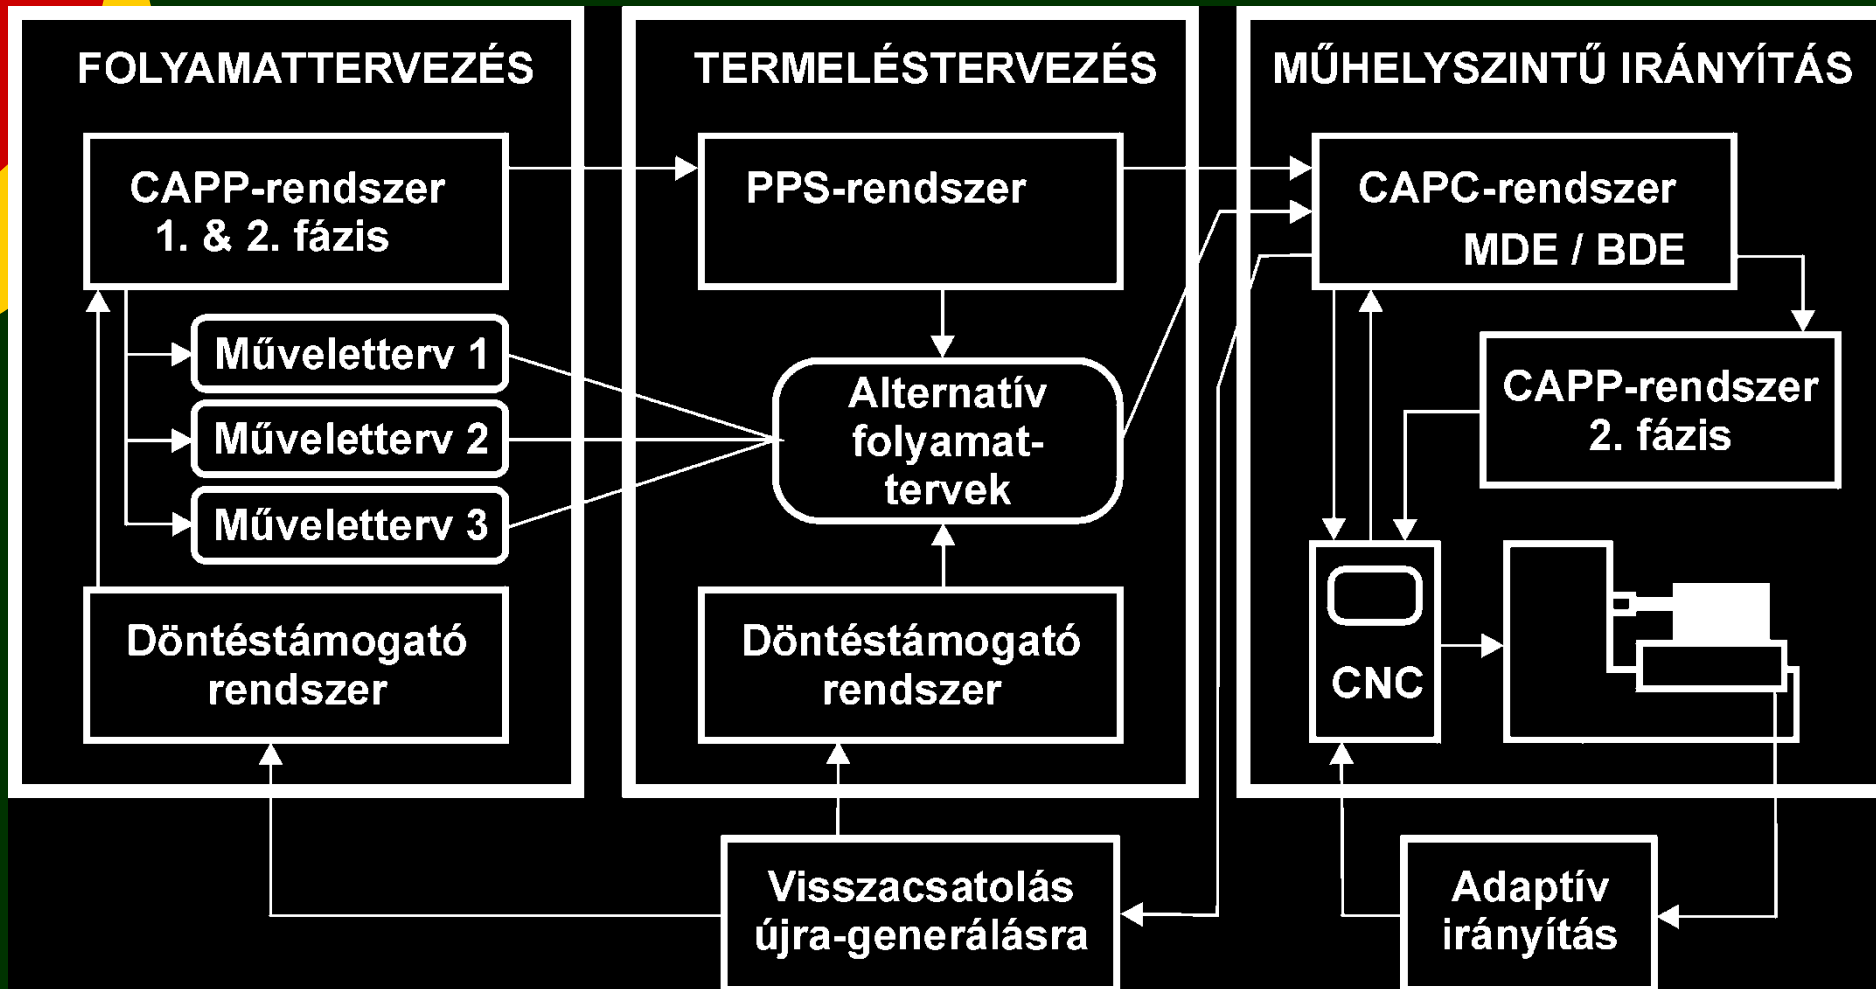 FOLYAMATTERVEZÉS
CAPP-rendszer
1. & 2. fázis
Műveletterv 1
Műveletterv 2
Műveletterv 3
Döntéstámogató
rendszer
TERMELÉSTERVEZÉS
PPS-rendszer
Alternatív
folyamat-
tervek
Döntéstámogató
rendszer
MŰHELYSZINTŰ IRÁNYÍTÁS
CAPC-rendszer
MDE / BDE
CAPP-rendszer
2. fázis
CNC
Visszacsatolás
újra-generálásra
Adaptív
irányítás